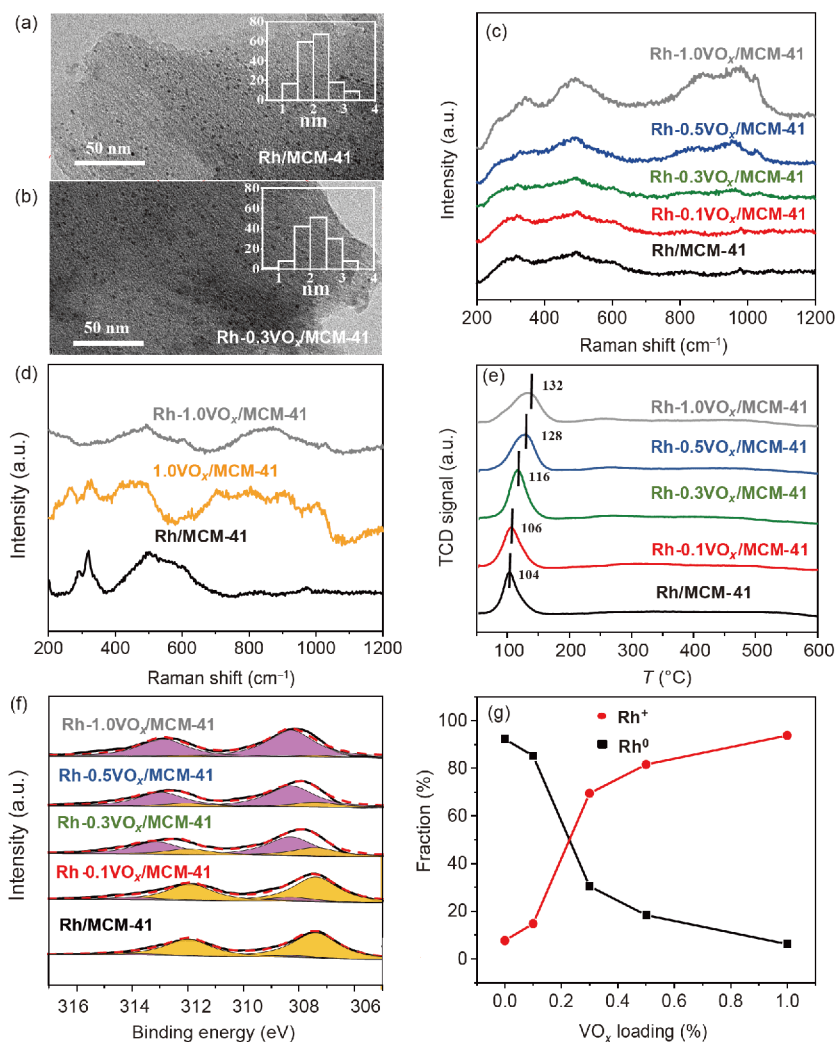 (a)
80
60
40
20
0
1 2 3 4
nm
50 nm
Rh/MCM-41
(b)
80
60
40
20
0
1 2 3 4
nm
50 nm
Rh-0.3VOx/MCM-41
(c)
Intensity (a.u.)
Rh-1.0VOx/MCM-41
Rh-0.5VOx/MCM-41
Rh-0.3VOx/MCM-41
Rh-0.1VOx/MCM-41
Rh/MCM-41
200 400 600 800 1000 1200
Raman shift (cm–1)
(d)
Intensity (a.u.)
Rh-1.0VOx/MCM-41
1.0VOx/MCM-41
Rh/MCM-41
200 400 600 800 1000 1200
Raman shift (cm–1)
(e)
TCD signal (a.u.)
132
Rh-1.0VOx/MCM-41
128
Rh-0.5VOx/MCM-41
116
Rh-0.3VOx/MCM-41
106
Rh-0.1VOx/MCM-41
104
Rh/MCM-41
100 200 300 400 500 600
T (°C)
(f)
Intensity (a.u.)
Rh-1.0VOx/MCM-41
Rh-0.5VOx/MCM-41
Rh-0.3VOx/MCM-41
Rh-0.1VOx/MCM-41
Rh/MCM-41
316 314 313 311 310 308 307 305
Binding energy (eV)
(g)
Rh+
Rh0
Fraction (%)
100
80
60
40
20
0
0.0 0.2 0.4 0.6 0.8 1.0
VOx loading (%)